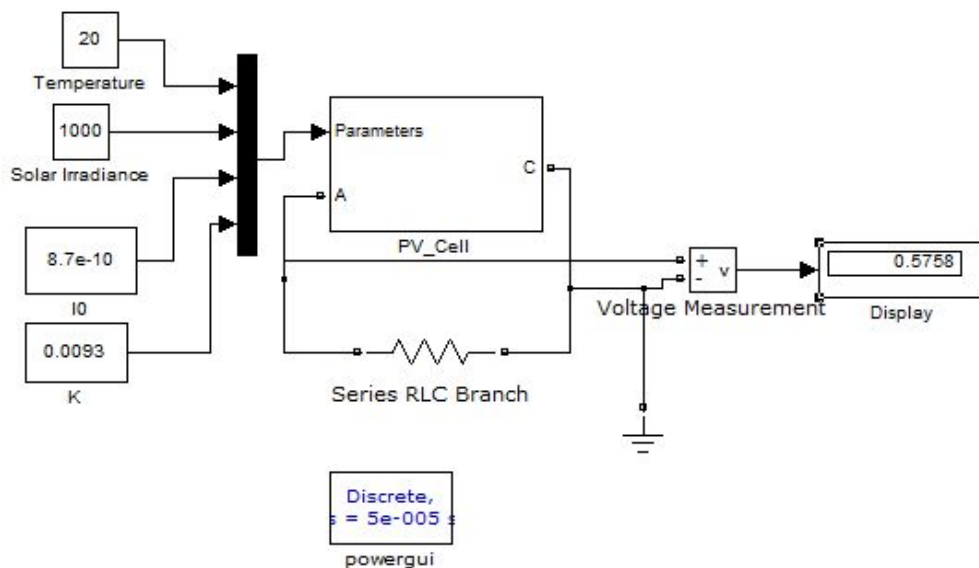 20
Temperature
1000
Solar Irradiance
8.7e-10
I0
0.0093
K
Parameters
C
A
PV_Cell
+
-
v
Voltage Measurement
0.5758
Display
Series RLC Branch
Discrete,
s = 5e-005 s
powergui